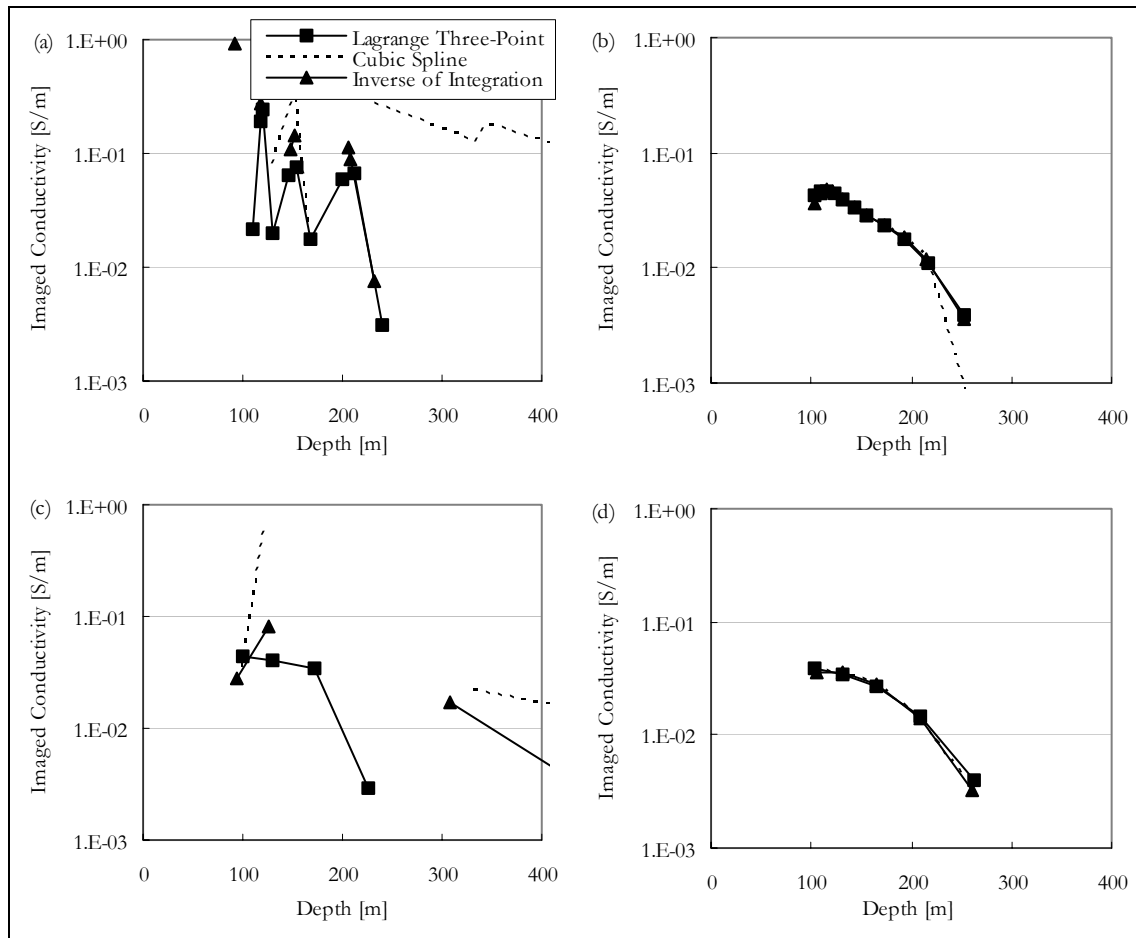 (a)
1.E+00
1.E-01
1.E-02
1.E-03
Imaged Conductivity [S/m]
0 100 200 300 400
Depth [m]
Lagrange Three-Point
Cubic Spline
Inverse of Integration
(b)
1.E+00
1.E-01
1.E-02
1.E-03
Imaged Conductivity [S/m]
0 100 200 300 400
Depth [m]
(c)
1.E+00
1.E-01
1.E-02
1.E-03
Imaged Conductivity [S/m]
0 100 200 300 400
Depth [m]
(d)
1.E+00
1.E-01
1.E-02
1.E-03
Imaged Conductivity [S/m]
0 100 200 300 400
Depth [m]